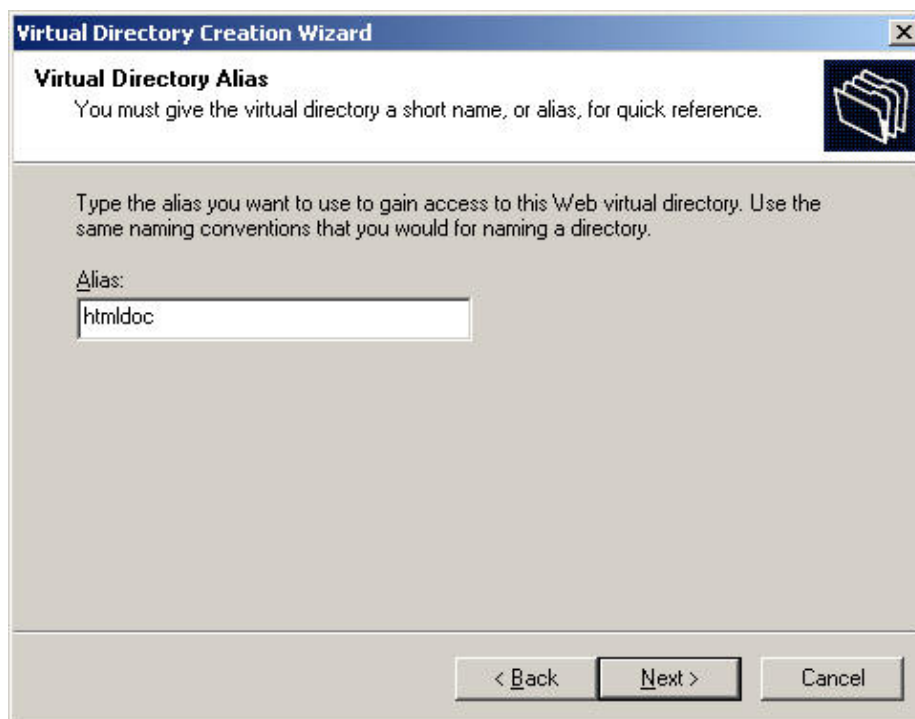 Virtual Directory Creation Wizard
Virtual Directory Alias
You must give the virtual directory a short name, or alias, for quick reference.
Type the alias you want to use to gain access to this Web virtual directory. Use the
same naming conventions that you would for naming a directory.
Alias:
htmldoc
< Back
Next >
Cancel